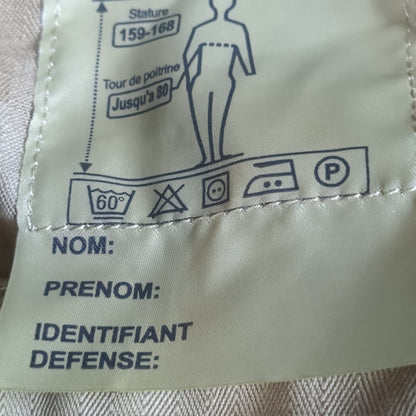 Stature
159-168
Tour de poitrine
Jusqu'a 80
60° P
NOM:
PRENOM:
IDENTIFIANT
DEFENSE: